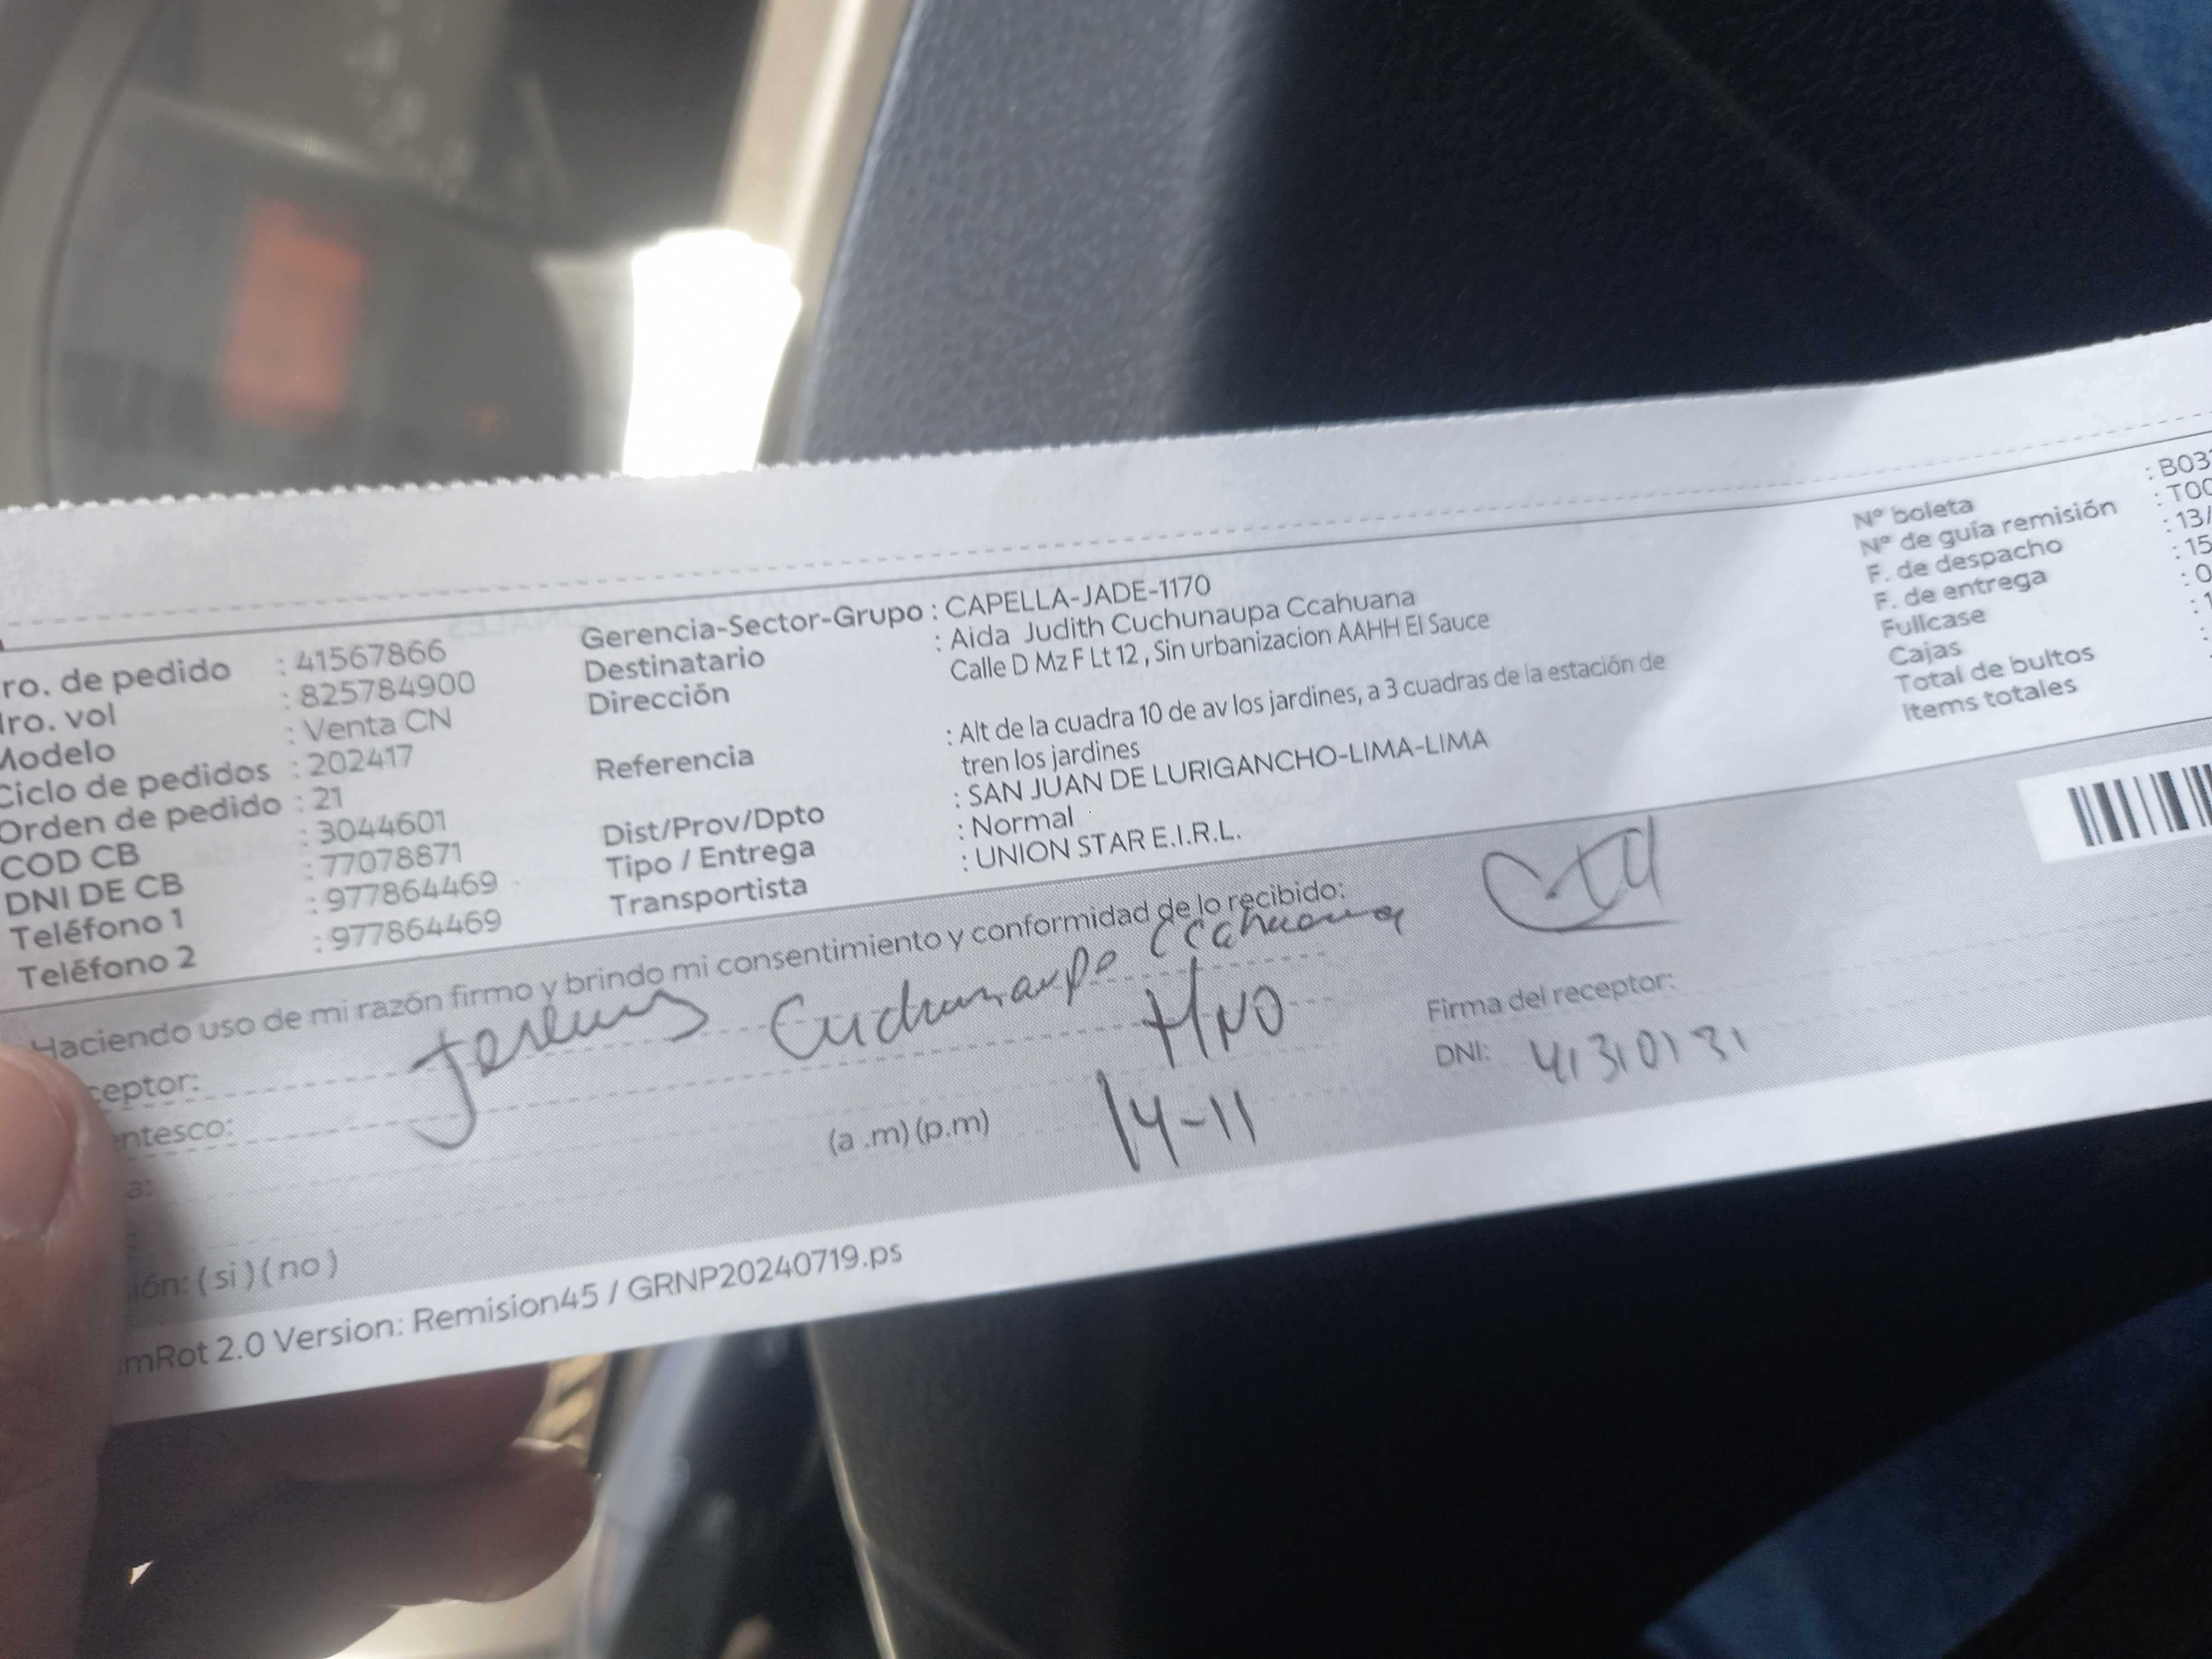 ro. de pedido : 41567866
ro. vol : 825784900
Modelo : Venta CN
Ciclo de pedidos : 202417
Orden de pedido : 21
COD CB : 3044601
DNI DE CB : 77078871
Teléfono 1 : 977864469
Teléfono 2 : 977864469
Gerencia-Sector-Grupo : CAPELLA-JADE-1170
Destinatario : Aida Judith Cuchunaupa Ccahuana
Dirección Calle D Mz F Lt 12 , Sin urbanizacion AAHH El Sauce
Referencia : Alt de la cuadra 10 de av los jardines, a 3 cuadras de la estación de
tren los jardines
Dist/Prov/Dpto : SAN JUAN DE LURIGANCHO-LIMA-LIMA
Tipo / Entrega : Normal
Transportista : UNION STAR E.I.R.L.
N° boleta : B03
N° de guía remisión : T00
F. de despacho : 13/
F. de entrega : 15
Fullcase : 0
Cajas : 1
Total de bultos :
Items totales :
Haciendo uso de mi razón firmo y brindo mi consentimiento y conformidad de lo recibido:
ceptor: Cuchunaupa Ccahuana
entesco: HNO
a: (a .m) (p.m) 14-11
:
ión: ( si ) ( no )
Firma del receptor:
DNI: 41310131
mRot 2.0 Version: Remision45 / GRNP20240719.ps